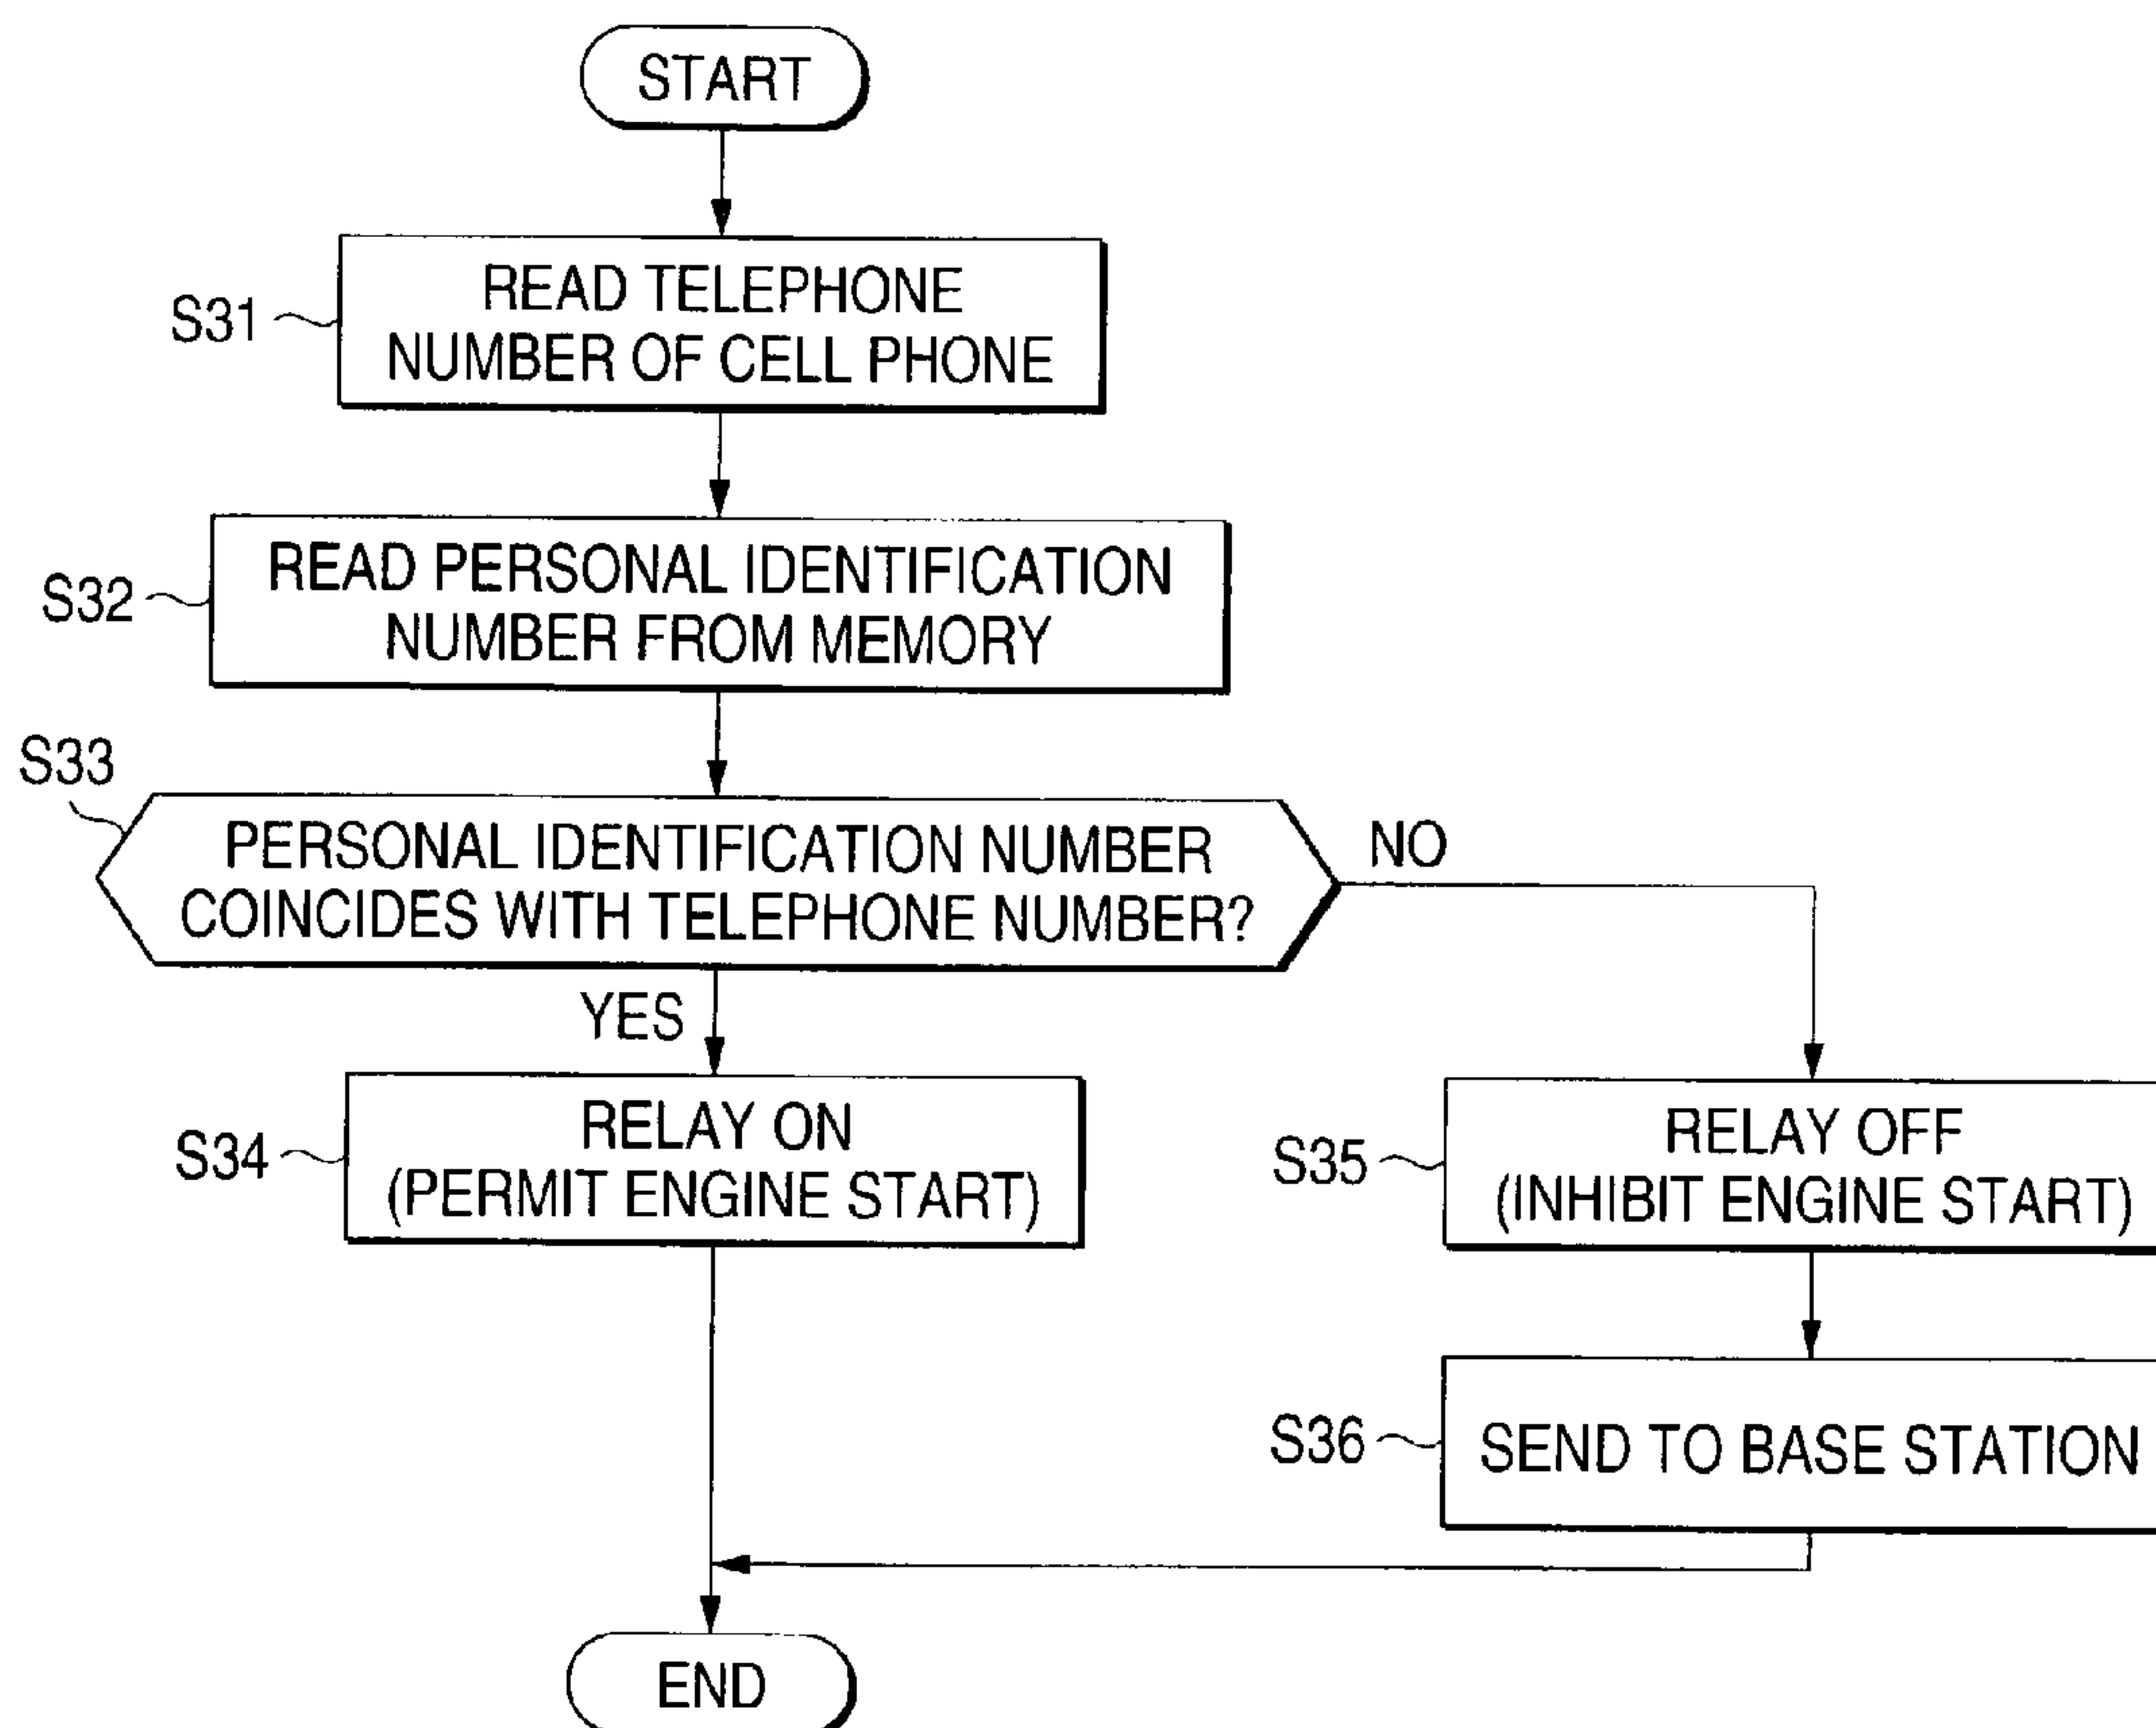 START
S31
READ TELEPHONE
NUMBER OF CELL PHONE
S32
READ PERSONAL IDENTIFICATION
NUMBER FROM MEMORY
S33
PERSONAL IDENTIFICATION NUMBER
COINCIDES WITH TELEPHONE NUMBER?
NO
YES
S34
RELAY ON
(PERMIT ENGINE START)
S35
RELAY OFF
(INHIBIT ENGINE START)
S36
SEND TO BASE STATION
END